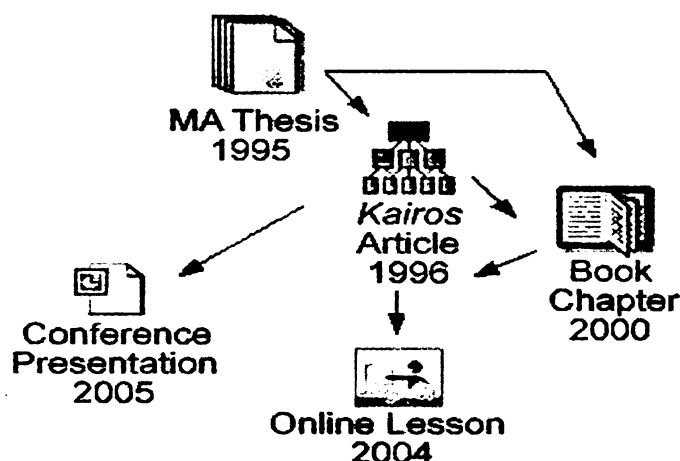 MA Thesis
1995
Kairos
Article
1996
Book
Chapter
2000
Conference
Presentation
2005
Online Lesson
2004